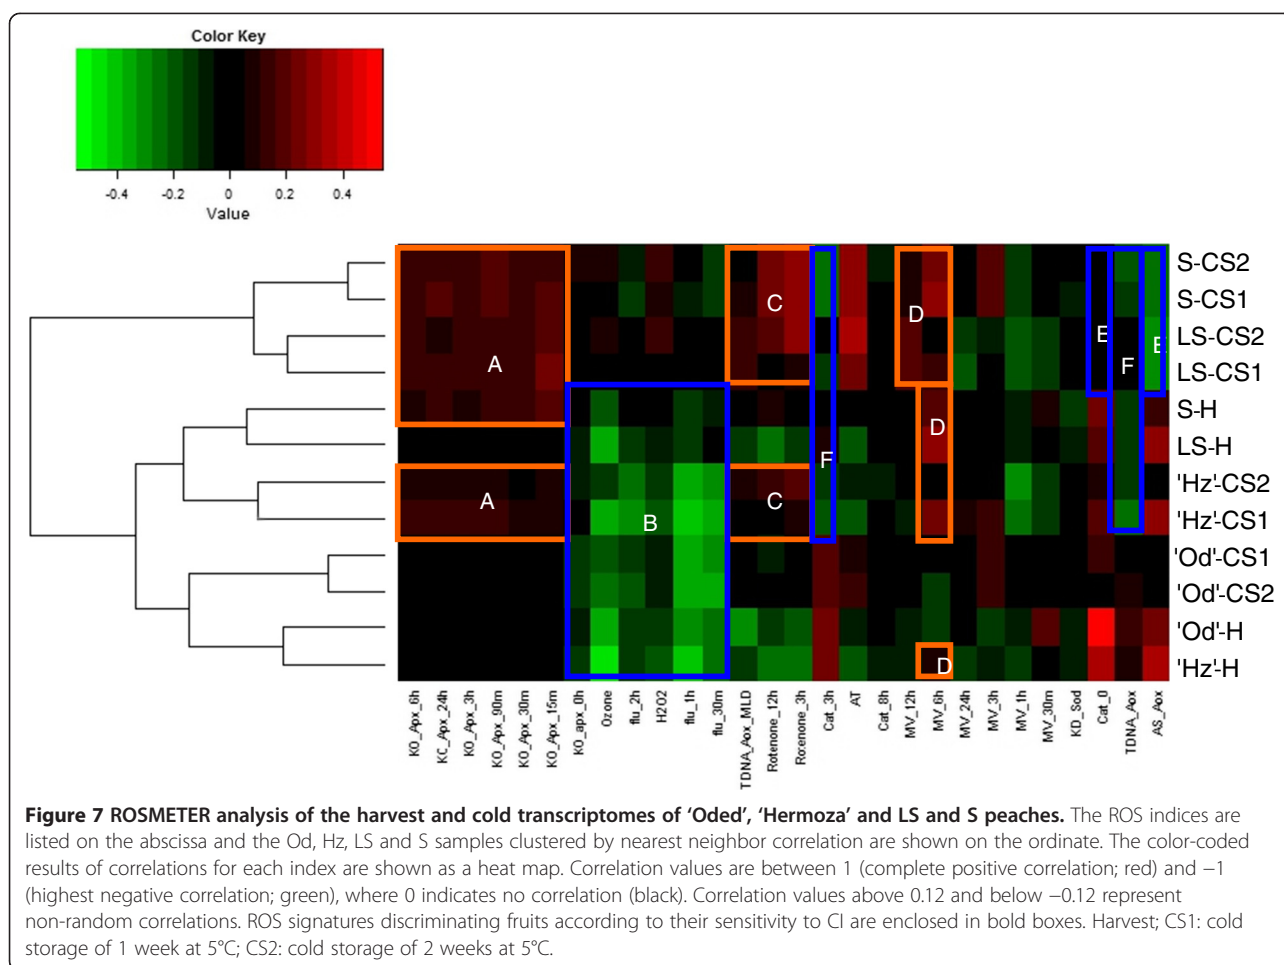 Color Key
-0.4 -0.2 0 0.2 0.4
Value
S-CS2
S-CS1
LS-CS2
LS-CS1
S-H
LS-H
'Hz'-CS2
'Hz'-CS1
'Od'-CS1
'Od'-CS2
'Od'-H
'Hz'-H
A
A
B
C
C
D
D
D
E
E
F
F
KO_Apx_6h
KC_Apx_24h
KO_Apx_3h
KO_Apx_90m
KO_Apx_30m
KO_Apx_15m
KO_apx_0h
Ozone
flu_2h
H2O2
flu_1h
flu_30m
TDNA_Aox_MLD
Rotenone_12h
Rotenone_3h
Cat_3h
AT
Cat_8h
MV_12h
MV_6h
MV_24h
MV_3h
MV_1h
MV_30m
KD_Sod
Cat_0
TDNA_Aox
AS_Aox
Figure 7 ROSMETER analysis of the harvest and cold transcriptomes of ‘Oded’, ‘Hermoza’ and LS and S peaches. The ROS indices are
listed on the abscissa and the Od, Hz, LS and S samples clustered by nearest neighbor correlation are shown on the ordinate. The color-coded
results of correlations for each index are shown as a heat map. Correlation values are between 1 (complete positive correlation; red) and −1
(highest negative correlation; green), where 0 indicates no correlation (black). Correlation values above 0.12 and below −0.12 represent
non-random correlations. ROS signatures discriminating fruits according to their sensitivity to CI are enclosed in bold boxes. Harvest; CS1: cold
storage of 1 week at 5°C; CS2: cold storage of 2 weeks at 5°C.